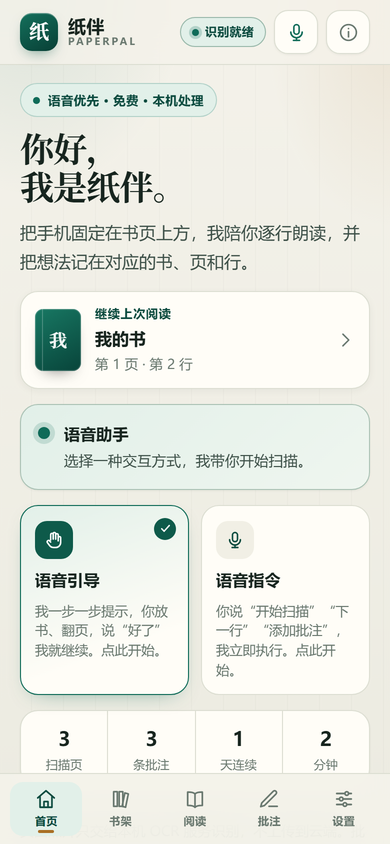 纸 纸伴 识别就绪
PAPERPAL
语音优先·免费·本机处理
你好，
我是纸伴。
把手机固定在书页上方，我陪你逐行朗读，并
把想法记在对应的书、页和行。
继续上次阅读
我 我的书
第 1 页·第 2 行
语音助手
选择一种交互方式，我带你开始扫描。
语音引导
我一步一步提示，你放
书、翻页，说“好了”
我就继续。点此开始。
语音指令
你说“开始扫描”“下
一行”“添加批注”，
我立即执行。点此开
始。
3 3 1 2
扫描页 条批注 天连续 分钟
首页 书架 阅读 批注 设置